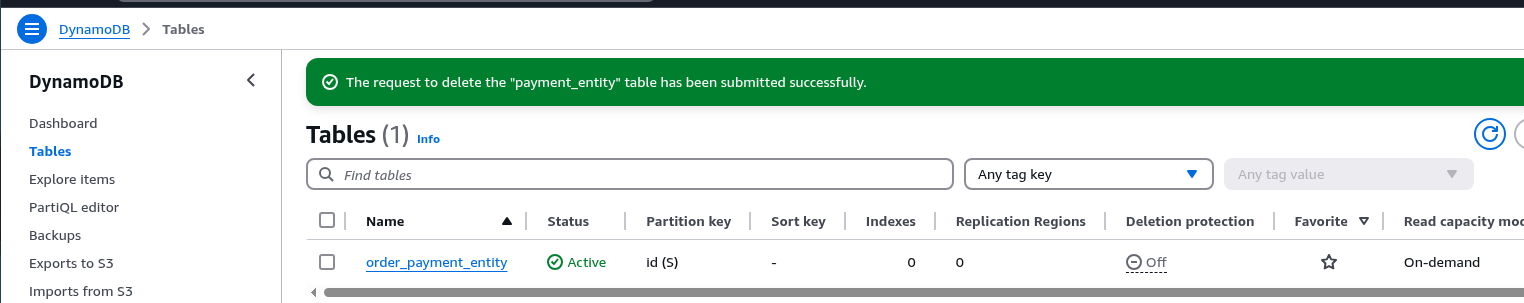 DynamoDB > Tables
DynamoDB
The request to delete the "payment_entity" table has been submitted successfully.
Dashboard
Tables
Explore items
PartiQL editor
Backups
Exports to S3
Imports from S3
Tables (1) Info
Find tables
Any tag key
Any tag value
Name Status Partition key Sort key Indexes Replication Regions Deletion protection Favorite Read capacity
order_payment_entity Active id (S) - 0 0 Off On-demand